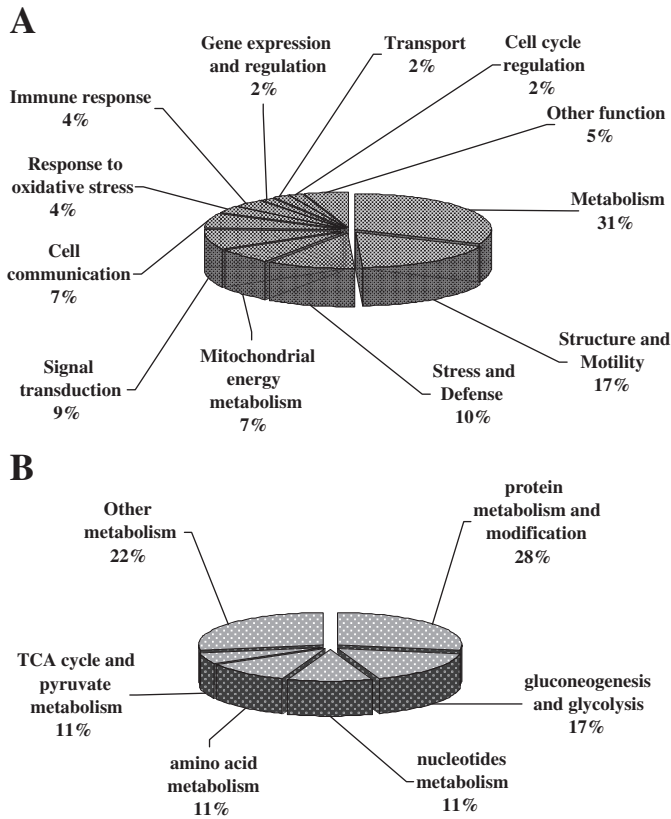 A
Gene expression
and regulation
2%
Transport
2%
Cell cycle
regulation
2%
Immune response
4%
Other function
5%
Response to
oxidative stress
4%
Metabolism
31%
Cell
communication
7%
Signal
transduction
9%
Mitochondrial
energy
metabolism
7%
Stress and
Defense
10%
Structure and
Motility
17%
B
Other
metabolism
22%
protein
metabolism and
modification
28%
TCA cycle and
pyruvate
metabolism
11%
gluconeogenesis
and glycolysis
17%
amino acid
metabolism
11%
nucleotides
metabolism
11%